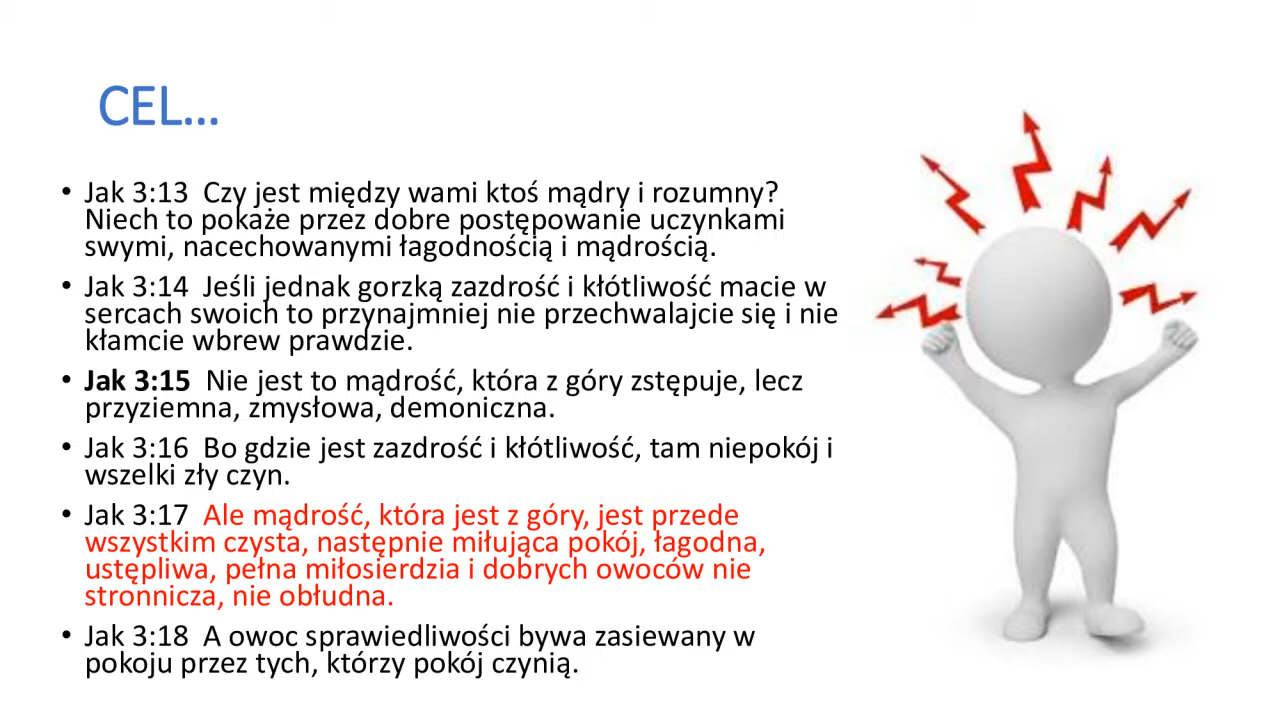 CEL...
• Jak 3:13  Czy jest między wami ktoś mądry i rozumny?
Niech to pokaże przez dobre postępowanie uczynkami
swymi, nacechowanymi łagodnością i mądrością.
• Jak 3:14  Jeśli jednak gorzką zazdrość i kłótliwość macie w
sercach swoich to przynajmniej nie przechwalajcie się i nie
kłamcie wbrew prawdzie.
• Jak 3:15  Nie jest to mądrość, która z góry zstępuje, lecz
przyziemna, zmysłowa, demoniczna.
• Jak 3:16  Bo gdzie jest zazdrość i kłótliwość, tam niepokój i
wszelki zły czyn.
• Jak 3:17  Ale mądrość, która jest z góry, jest przede
wszystkim czysta, następnie miłująca pokój, łagodna,
ustępliwa, pełna miłosierdzia i dobrych owoców nie
stronnicza, nie obłudna.
• Jak 3:18  A owoc sprawiedliwości bywa zasiewany w
pokoju przez tych, którzy pokój czynią.